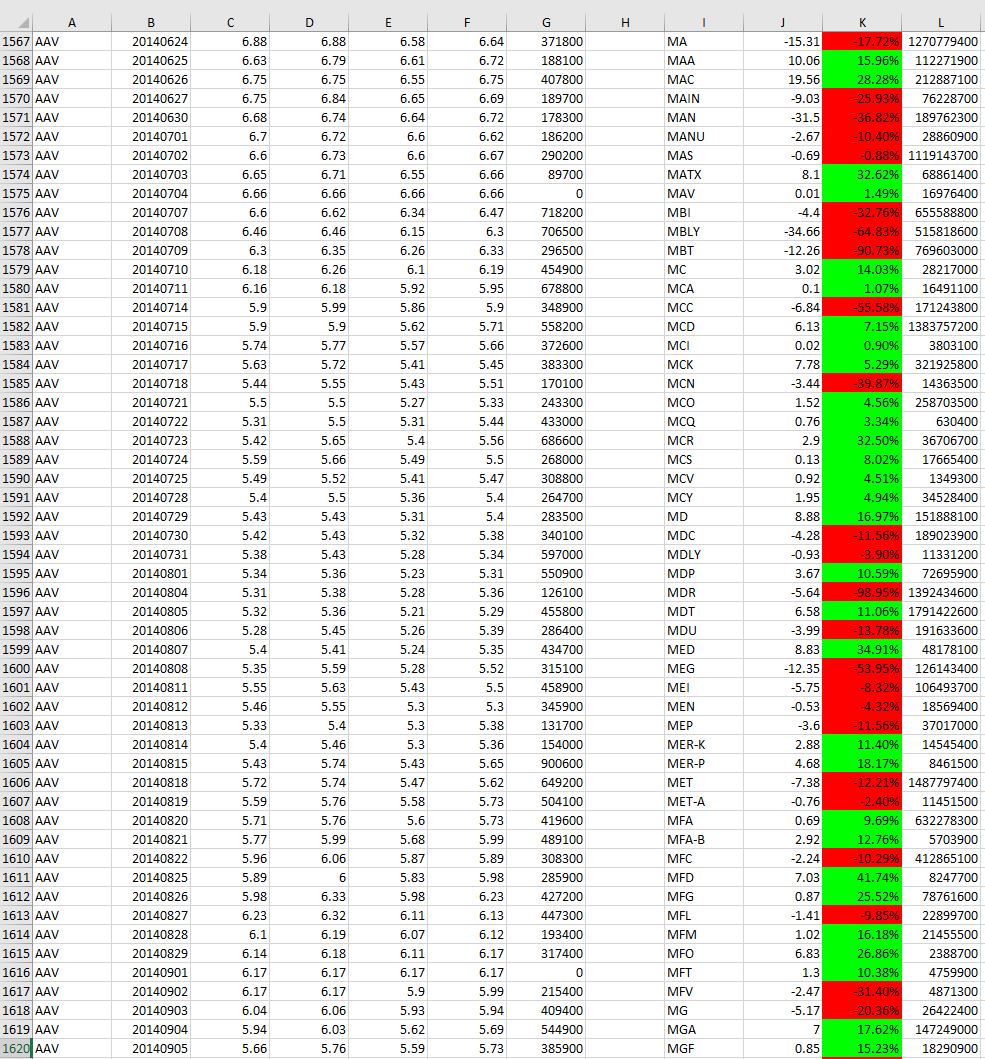 A B C D E F G H I J K L
1567 AAV 20140624 6.88 6.88 6.58 6.64 371800 MA -15.31 -17.72% 1270779400
1568 AAV 20140625 6.63 6.79 6.61 6.72 188100 MAA 10.06 15.96% 112271900
1569 AAV 20140626 6.75 6.75 6.55 6.75 407800 MAC 19.56 28.28% 212887100
1570 AAV 20140627 6.75 6.84 6.65 6.69 189700 MAIN -9.03 -25.93% 76228700
1571 AAV 20140630 6.68 6.74 6.64 6.72 178300 MAN -31.5 -36.82% 189762300
1572 AAV 20140701 6.7 6.72 6.6 6.62 186200 MANU -2.67 -10.40% 28860900
1573 AAV 20140702 6.6 6.73 6.6 6.67 290200 MAS -0.69 -0.88% 1119143700
1574 AAV 20140703 6.65 6.71 6.55 6.66 89700 MATX 8.1 32.62% 68861400
1575 AAV 20140704 6.66 6.66 6.66 6.66 0 MAV 0.01 1.49% 16976400
1576 AAV 20140707 6.6 6.62 6.34 6.47 718200 MBI -4.4 -32.76% 655588800
1577 AAV 20140708 6.46 6.46 6.15 6.3 706500 MBLY -34.66 -64.83% 515818600
1578 AAV 20140709 6.3 6.35 6.26 6.33 296500 MBT -12.26 -90.73% 769603000
1579 AAV 20140710 6.18 6.26 6.1 6.19 454900 MC 3.02 14.03% 28217000
1580 AAV 20140711 6.16 6.18 5.92 5.95 678800 MCA 0.1 1.07% 16491100
1581 AAV 20140714 5.9 5.99 5.86 5.9 348900 MCC -6.84 -55.58% 171243800
1582 AAV 20140715 5.9 5.9 5.62 5.71 558200 MCD 6.13 7.15% 1383757200
1583 AAV 20140716 5.74 5.77 5.57 5.66 372600 MCI 0.02 0.90% 3803100
1584 AAV 20140717 5.63 5.72 5.41 5.45 383300 MCK 7.78 5.29% 321925800
1585 AAV 20140718 5.44 5.55 5.43 5.51 170100 MCN -3.44 -39.87% 14363500
1586 AAV 20140721 5.5 5.5 5.27 5.33 243300 MCO 1.52 4.56% 258703500
1587 AAV 20140722 5.31 5.5 5.31 5.44 433000 MCQ 0.76 3.34% 630400
1588 AAV 20140723 5.42 5.65 5.4 5.56 686600 MCR 2.9 32.50% 36706700
1589 AAV 20140724 5.59 5.66 5.49 5.5 268000 MCS 0.13 8.02% 17665400
1590 AAV 20140725 5.49 5.52 5.41 5.47 308800 MCV 0.92 4.51% 1349300
1591 AAV 20140728 5.4 5.5 5.36 5.4 264700 MCY 1.95 4.94% 34528400
1592 AAV 20140729 5.43 5.43 5.31 5.4 283500 MD 8.88 16.97% 151888100
1593 AAV 20140730 5.42 5.43 5.32 5.38 340100 MDC -4.28 -11.56% 189023900
1594 AAV 20140731 5.38 5.43 5.28 5.34 597000 MDLY -0.93 -3.90% 11331200
1595 AAV 20140801 5.34 5.36 5.23 5.31 550900 MDP 3.67 10.59% 72695900
1596 AAV 20140804 5.31 5.38 5.28 5.36 126100 MDR -5.64 -98.95% 1392434600
1597 AAV 20140805 5.32 5.36 5.21 5.29 455800 MDT 6.58 11.06% 1791422600
1598 AAV 20140806 5.28 5.45 5.26 5.39 286400 MDU -3.99 -13.78% 191633600
1599 AAV 20140807 5.4 5.41 5.24 5.35 434700 MED 8.83 34.91% 48178100
1600 AAV 20140808 5.35 5.59 5.28 5.52 315100 MEG -12.35 -53.95% 126143400
1601 AAV 20140811 5.55 5.63 5.43 5.5 458900 MEI -5.75 -8.32% 106493700
1602 AAV 20140812 5.46 5.55 5.3 5.3 345900 MEN -0.53 -4.32% 18569400
1603 AAV 20140813 5.33 5.4 5.3 5.38 131700 MEP -3.6 -11.56% 37017000
1604 AAV 20140814 5.4 5.46 5.3 5.36 154000 MER-K 2.88 11.40% 14545400
1605 AAV 20140815 5.43 5.74 5.43 5.65 900600 MER-P 4.68 18.17% 8461500
1606 AAV 20140818 5.72 5.74 5.47 5.62 649200 MET -7.38 -12.21% 1487797400
1607 AAV 20140819 5.59 5.76 5.58 5.73 504100 MET-A -0.76 -2.40% 11451500
1608 AAV 20140820 5.71 5.76 5.6 5.73 419600 MFA 0.69 9.69% 632278300
1609 AAV 20140821 5.77 5.99 5.68 5.99 489100 MFA-B 2.92 12.76% 5703900
1610 AAV 20140822 5.96 6.06 5.87 5.89 308300 MFC -2.24 -10.29% 412865100
1611 AAV 20140825 5.89 6 5.83 5.98 285900 MFD 7.03 41.74% 8247700
1612 AAV 20140826 5.98 6.33 5.98 6.23 427200 MFG 0.87 25.52% 78761600
1613 AAV 20140827 6.23 6.32 6.11 6.13 447300 MFL -1.41 -9.85% 22899700
1614 AAV 20140828 6.1 6.19 6.07 6.12 193400 MFM 1.02 16.18% 21455500
1615 AAV 20140829 6.14 6.18 6.11 6.17 317400 MFO 6.83 26.86% 2388700
1616 AAV 20140901 6.17 6.17 6.17 6.17 0 MFT 1.3 10.38% 4759900
1617 AAV 20140902 6.17 6.17 5.9 5.99 215400 MFV -2.47 -31.40% 4871300
1618 AAV 20140903 6.04 6.06 5.93 5.94 409400 MG -5.17 -20.36% 26422400
1619 AAV 20140904 5.94 6.03 5.62 5.69 544900 MGA 7 17.62% 147249000
1620 AAV 20140905 5.66 5.76 5.59 5.73 385900 MGF 0.85 15.23% 18290900